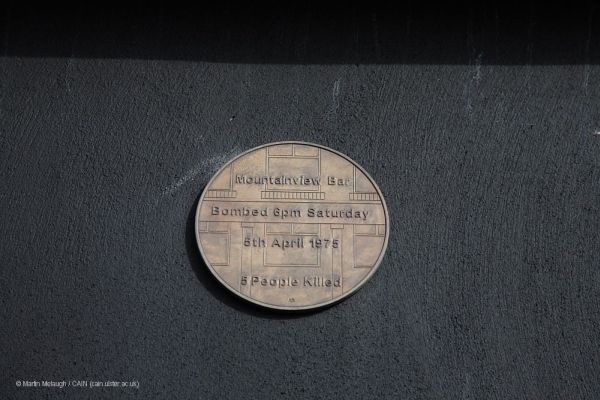 Mountainview Bar
Bombed 6pm Saturday
5th April 1975
5 People Killed
© Martin Melaugh / CAIN (cain.ulster.ac.uk)